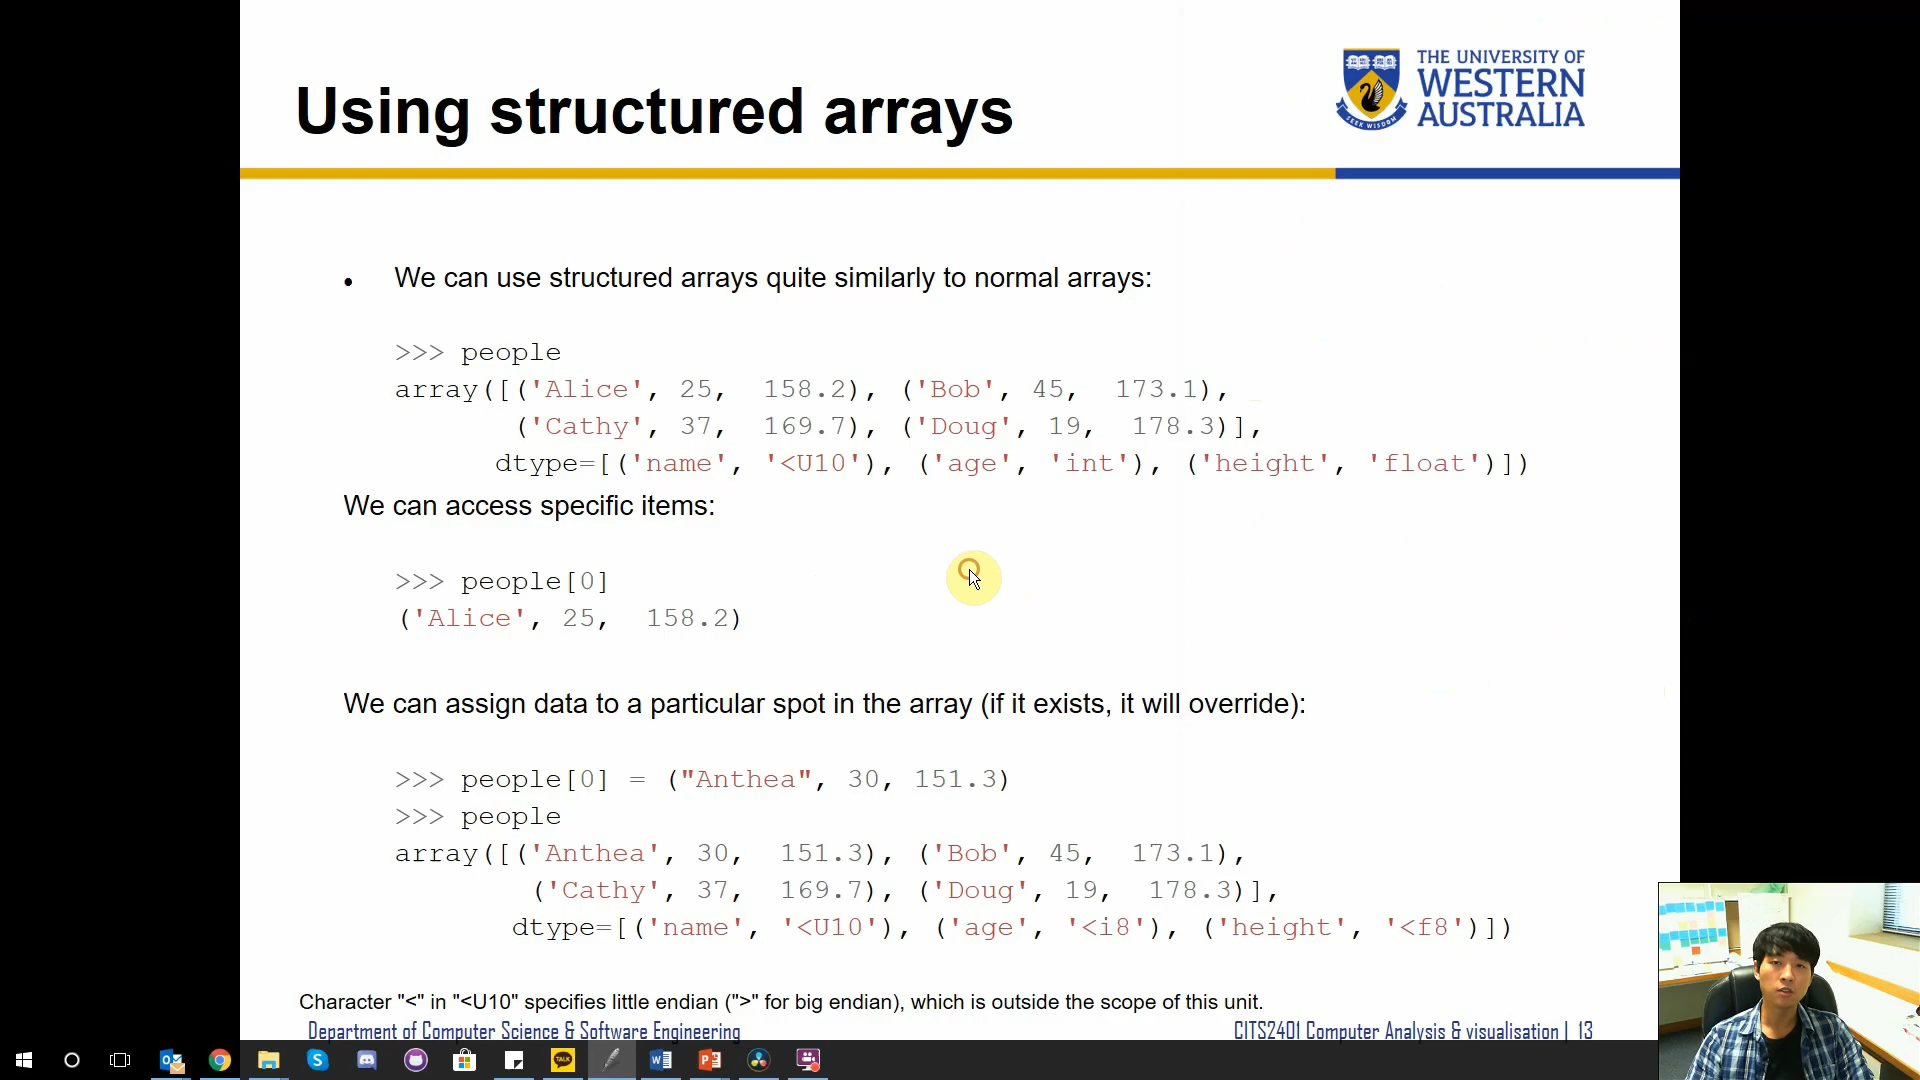 Using structured arrays
THE UNIVERSITY OF
WESTERN
AUSTRALIA
SEEK WISDOM
• We can use structured arrays quite similarly to normal arrays:
>>> people
array([('Alice', 25, 158.2), ('Bob', 45, 173.1),
('Cathy', 37, 169.7), ('Doug', 19, 178.3)],
dtype=[('name', '<U10'), ('age', 'int'), ('height', 'float')])
We can access specific items:
>>> people[0]
('Alice', 25, 158.2)
We can assign data to a particular spot in the array (if it exists, it will override):
>>> people[0] = ("Anthea", 30, 151.3)
>>> people
array([('Anthea', 30, 151.3), ('Bob', 45, 173.1),
('Cathy', 37, 169.7), ('Doug', 19, 178.3)],
dtype=[('name', '<U10'), ('age', '<i8'), ('height', '<f8')])
Character "<" in "<U10" specifies little endian (">" for big endian), which is outside the scope of this unit.
Department of Computer Science & Software Engineering
CITS2401 Computer Analysis & visualisation | 13
TALK